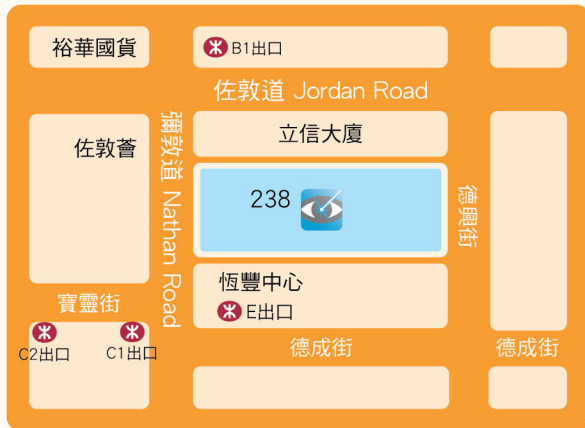 裕華國貨
B1出口
佐敦道 Jordan Road
佐敦薈
彌敦道 Nathan Road
立信大廈
238
德興街
恆豐中心
E出口
寶靈街
C2出口
C1出口
德成街
德成街